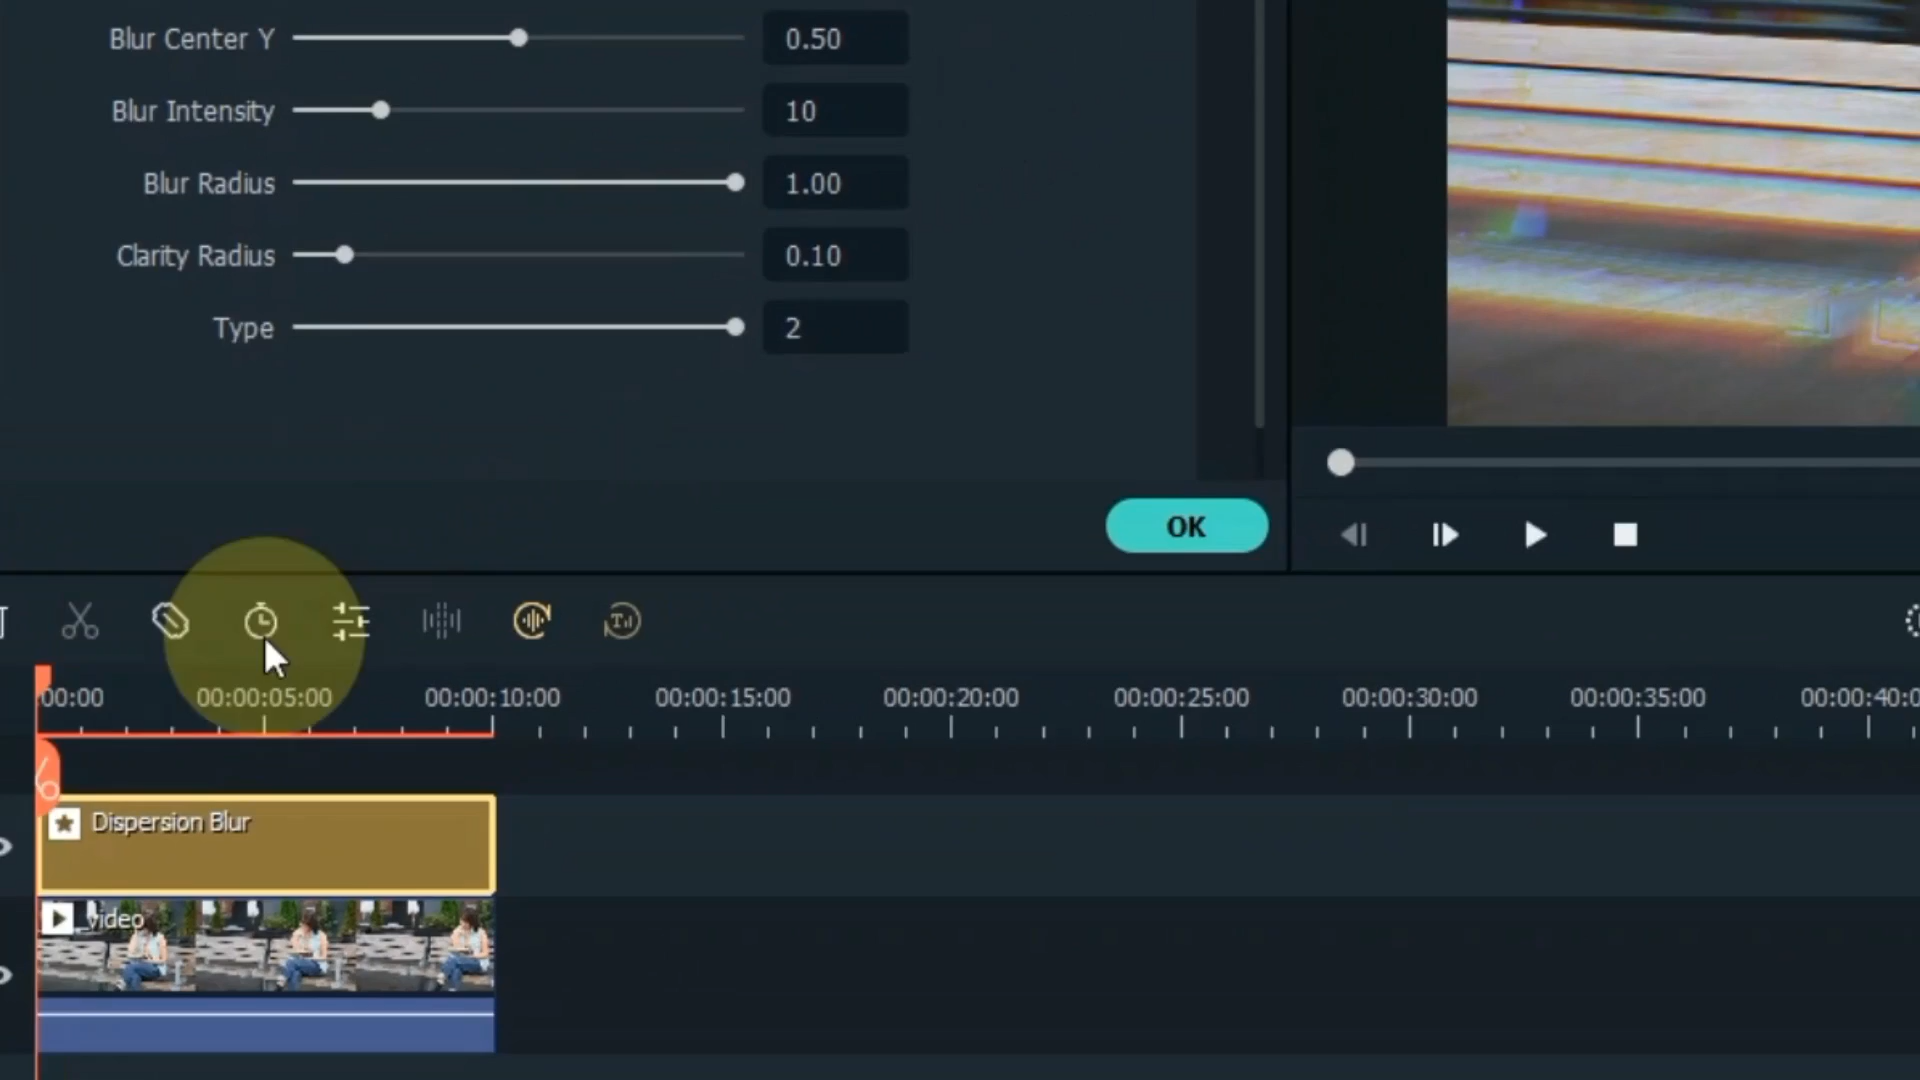 Blur Center Y 0.50
Blur Intensity 10
Blur Radius 1.00
Clarity Radius 0.10
Type 2
OK
00:00 00:00:05:00 00:00:10:00 00:00:15:00 00:00:20:00 00:00:25:00 00:00:30:00 00:00:35:00 00:00:40:0
Dispersion Blur
video